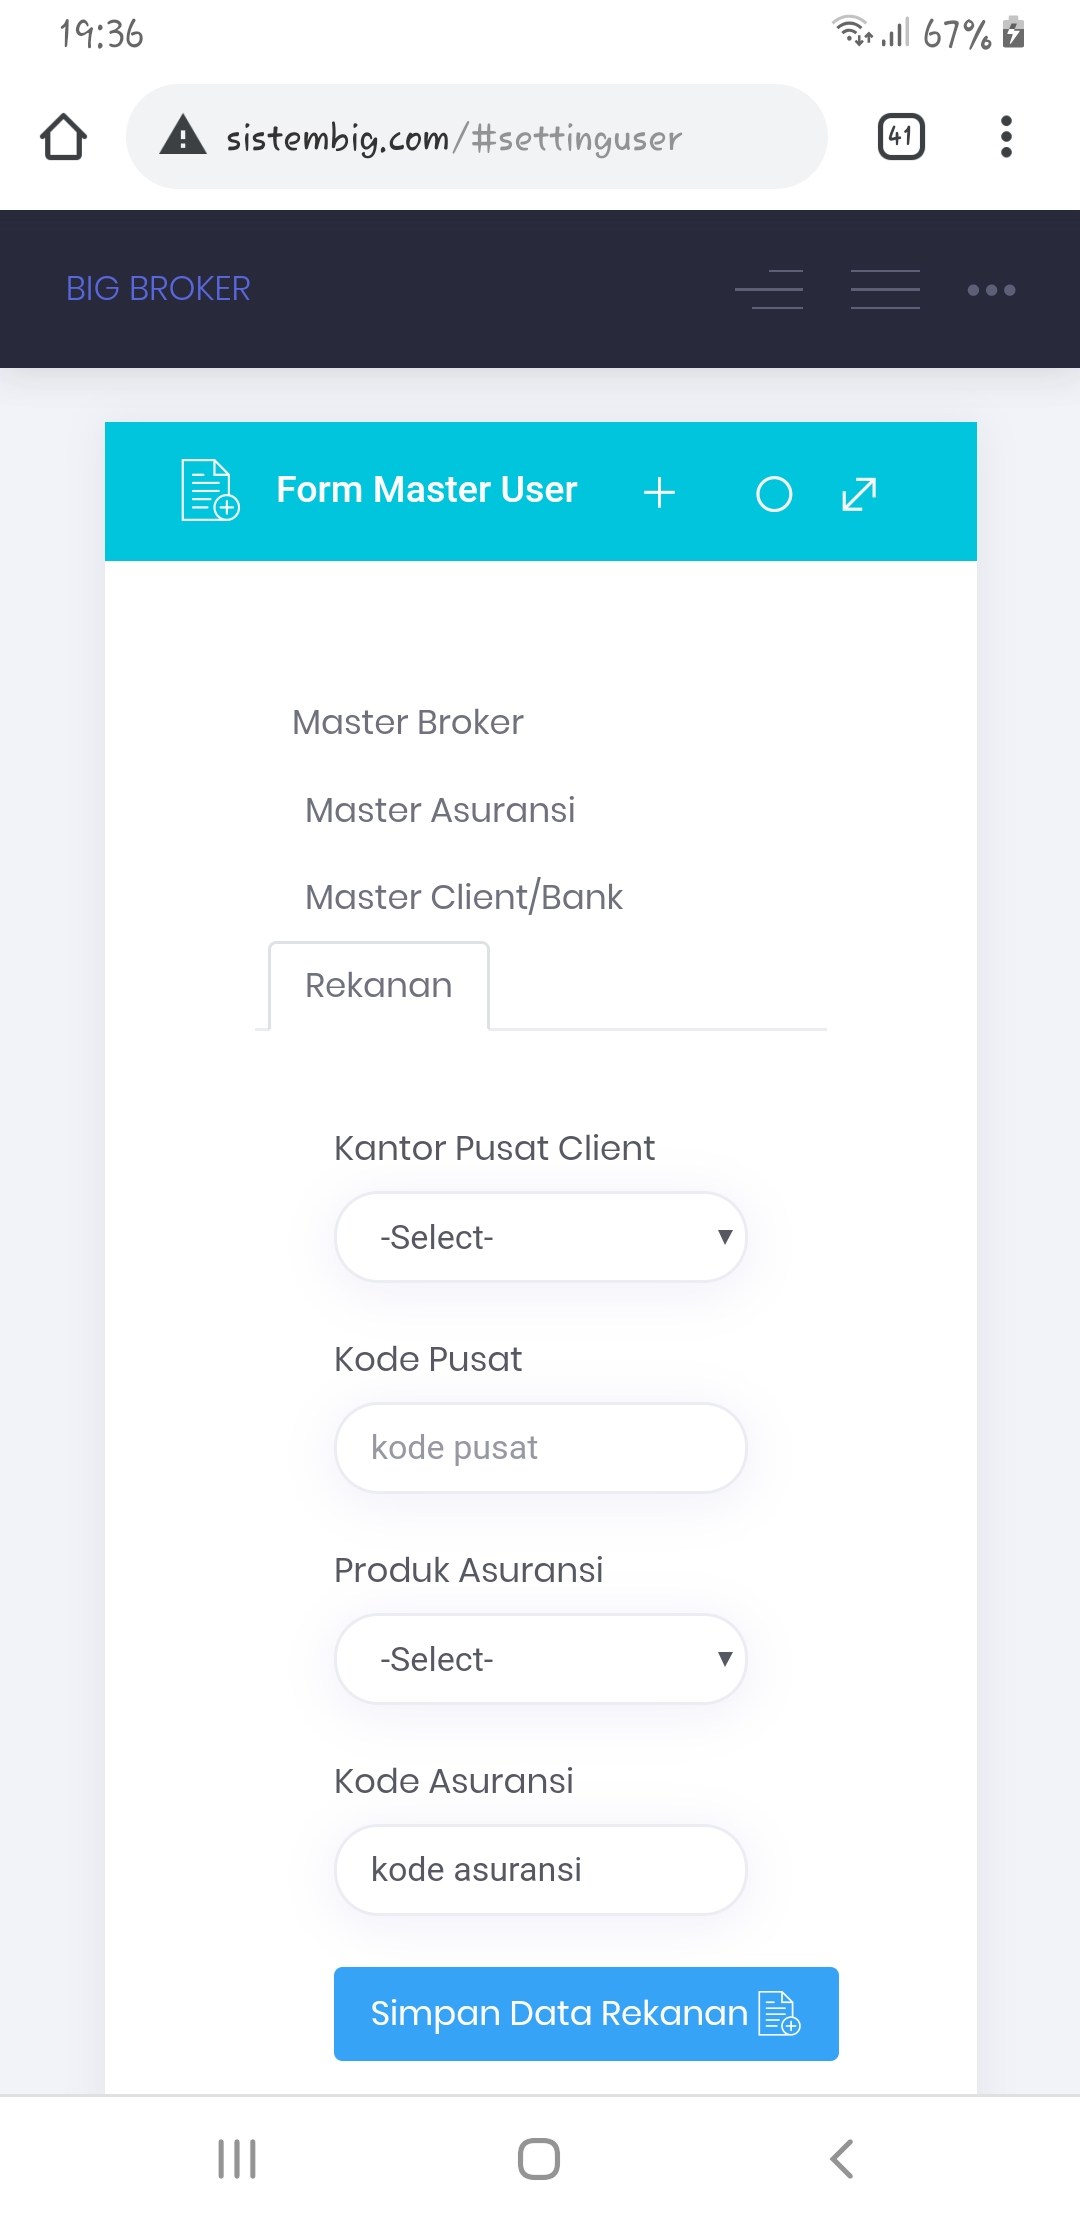 19:36
67%
sistembig.com/#settinguser
41
BIG BROKER
Form Master User
Master Broker
Master Asuransi
Master Client/Bank
Rekanan
Kantor Pusat Client
-Select-
Kode Pusat
kode pusat
Produk Asuransi
-Select-
Kode Asuransi
kode asuransi
Simpan Data Rekanan